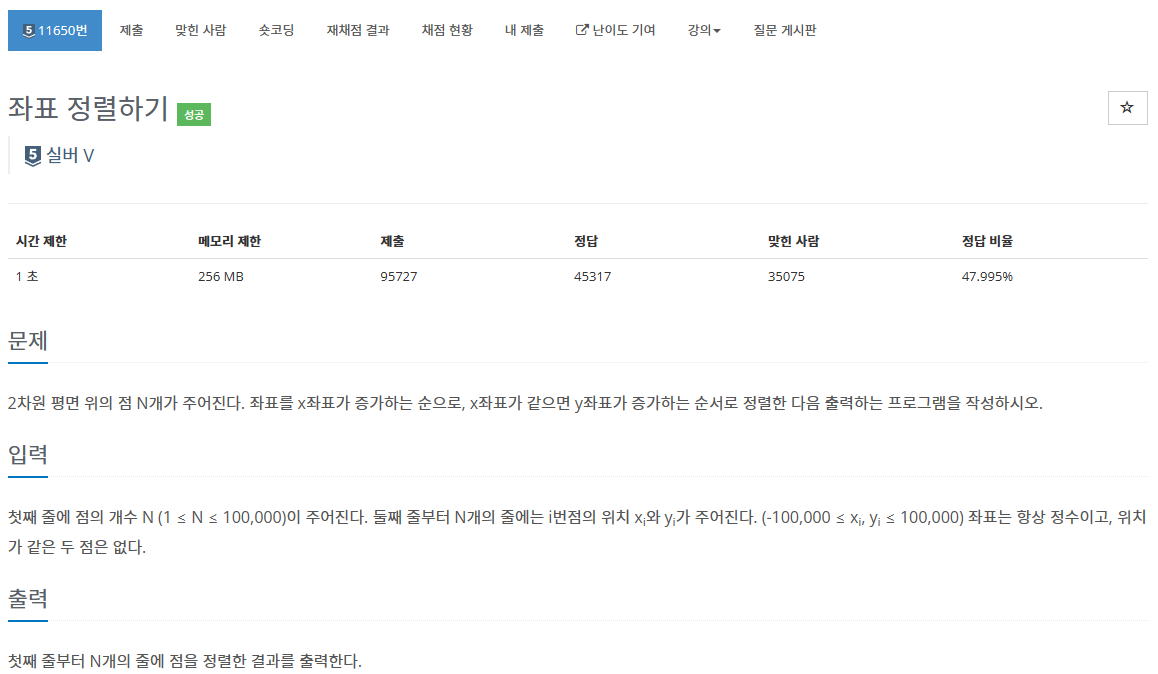 5 11650번 제출 맞힌 사람 숏코딩 재채점 결과 채점 현황 내 제출 난이도 기여 강의 질문 게시판
좌표 정렬하기 성공
5 실버 V
시간 제한 메모리 제한 제출 정답 맞힌 사람 정답 비율
1 초 256 MB 95727 45317 35075 47.995%
문제
2차원 평면 위의 점 N개가 주어진다. 좌표를 x좌표가 증가하는 순으로, x좌표가 같으면 y좌표가 증가하는 순서로 정렬한 다음 출력하는 프로그램을 작성하시오.
입력
첫째 줄에 점의 개수 N (1 ≤ N ≤ 100,000)이 주어진다. 둘째 줄부터 N개의 줄에는 i번점의 위치 xi와 yi가 주어진다. (-100,000 ≤ xi, yi ≤ 100,000) 좌표는 항상 정수이고, 위치
가 같은 두 점은 없다.
출력
첫째 줄부터 N개의 줄에 점을 정렬한 결과를 출력한다.